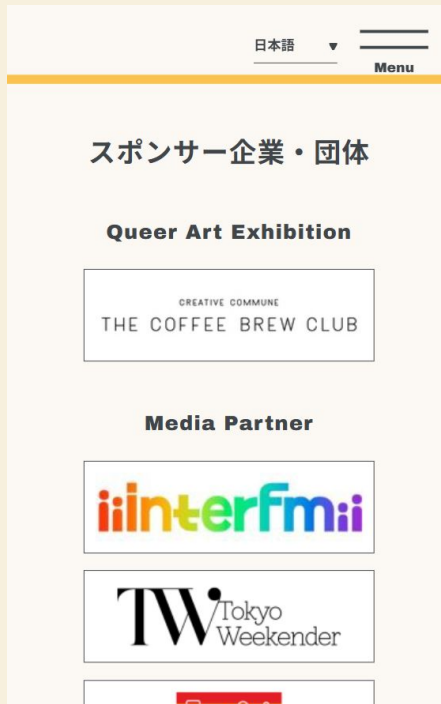 日本語 ▼
Menu
スポンサー企業・団体
Queer Art Exhibition
CREATIVE COMMUNE
THE COFFEE BREW CLUB
Media Partner
interfm
TW Tokyo
Weekender